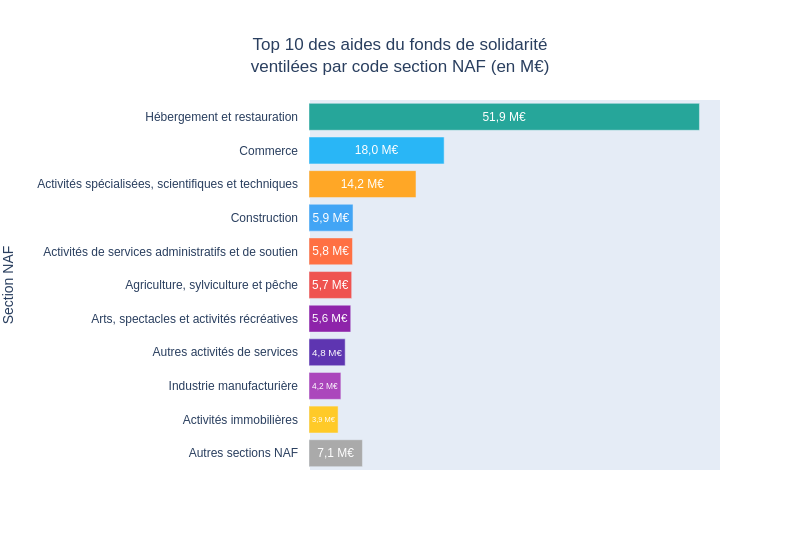 Top 10 des aides du fonds de solidarité
ventilées par code section NAF (en M€)
Section NAF
Hébergement et restauration 51,9 M€
Commerce 18,0 M€
Activités spécialisées, scientifiques et techniques 14,2 M€
Construction 5,9 M€
Activités de services administratifs et de soutien 5,8 M€
Agriculture, sylviculture et pêche 5,7 M€
Arts, spectacles et activités récréatives 5,6 M€
Autres activités de services 4,8 M€
Industrie manufacturière 4,2 M€
Activités immobilières 3,9 M€
Autres sections NAF 7,1 M€